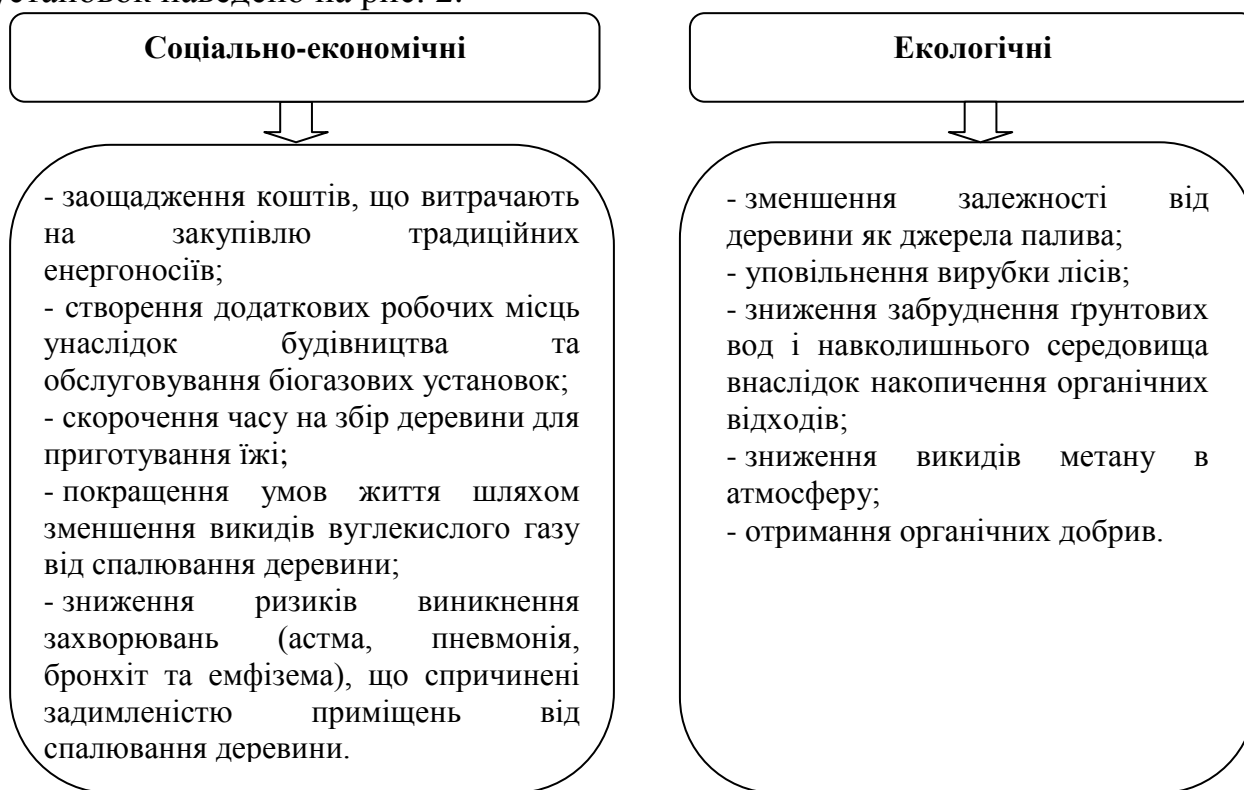 установок наведено на рис. 2.
Соціально-економічні
- заощадження коштів, що витрачають
на закупівлю традиційних
енергоносіїв;
- створення додаткових робочих місць
унаслідок будівництва та
обслуговування біогазових установок;
- скорочення часу на збір деревини для
приготування їжі;
- покращення умов життя шляхом
зменшення викидів вуглекислого газу
від спалювання деревини;
- зниження ризиків виникнення
захворювань (астма, пневмонія,
бронхіт та емфізема), що спричинені
задимленістю приміщень від
спалювання деревини.
Екологічні
- зменшення залежності від
деревини як джерела палива;
- уповільнення вирубки лісів;
- зниження забруднення ґрунтових
вод і навколишнього середовища
внаслідок накопичення органічних
відходів;
- зниження викидів метану в
атмосферу;
- отримання органічних добрив.